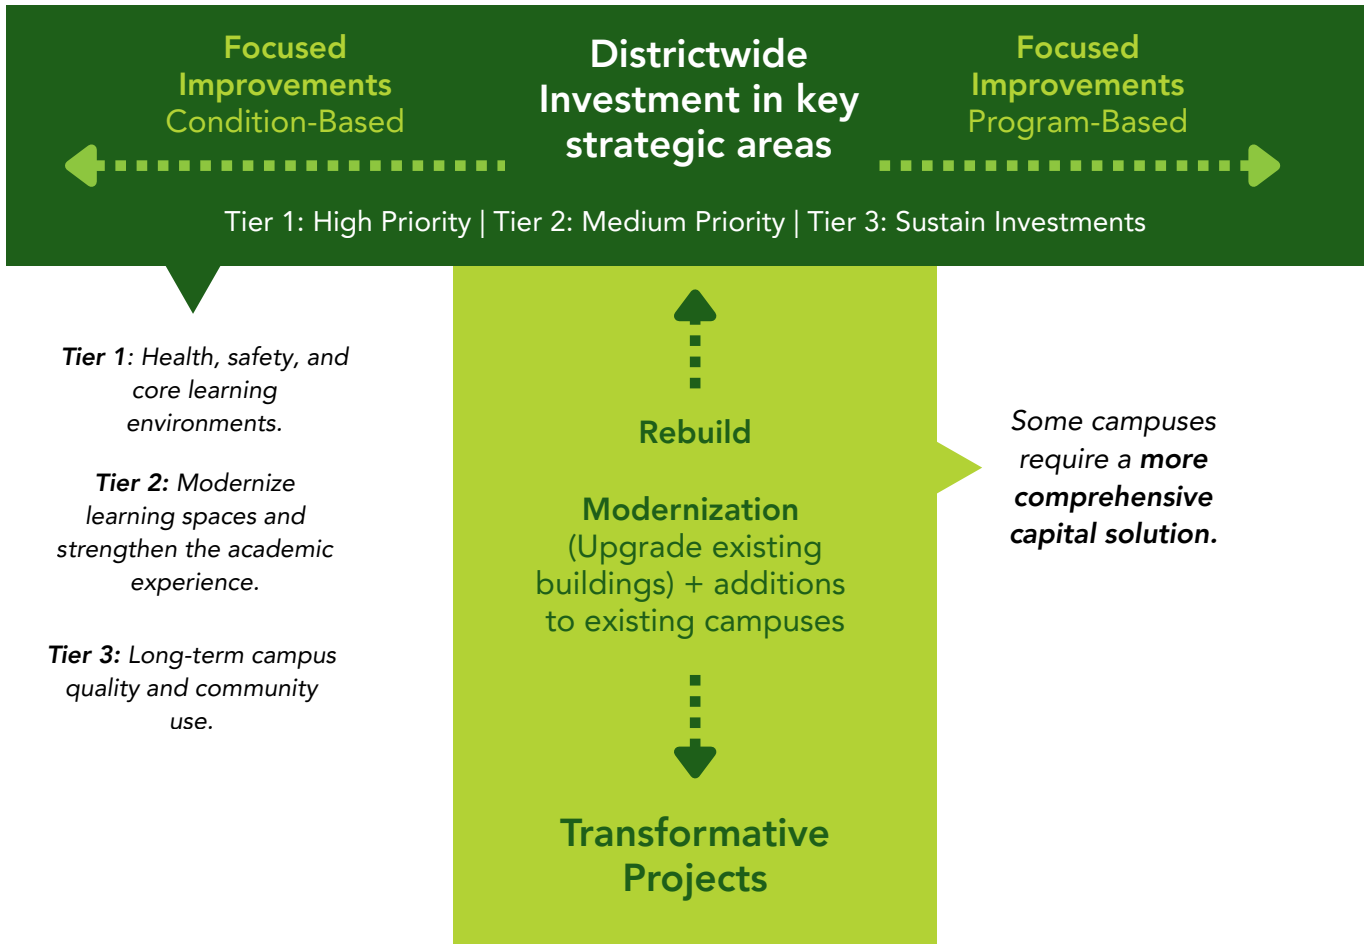 Focused
Improvements
Condition-Based
Districtwide
Investment in key
strategic areas
Focused
Improvements
Program-Based
Tier 1: High Priority | Tier 2: Medium Priority | Tier 3: Sustain Investments
Tier 1: Health, safety, and
core learning
environments.
Tier 2: Modernize
learning spaces and
strengthen the academic
experience.
Tier 3: Long-term campus
quality and community
use.
Rebuild
Modernization
(Upgrade existing
buildings) + additions
to existing campuses
Transformative
Projects
Some campuses
require a more
comprehensive
capital solution.